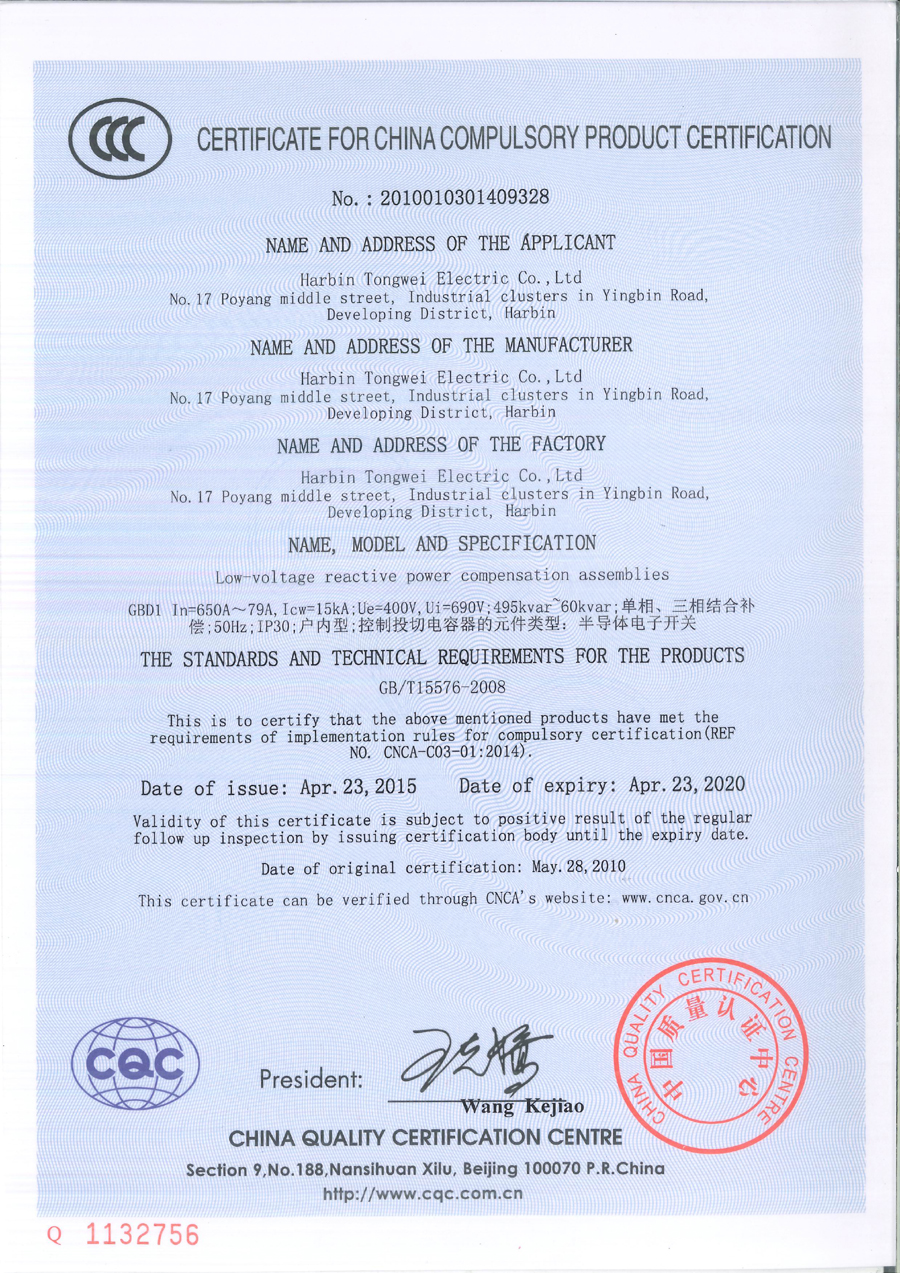 CCC
CERTIFICATE FOR CHINA COMPULSORY PRODUCT CERTIFICATION
No.: 2010010301409328
NAME AND ADDRESS OF THE APPLICANT
Harbin Tongwei Electric Co.,Ltd
No.17 Poyang middle street, Industrial clusters in Yingbin Road,
Developing District, Harbin
NAME AND ADDRESS OF THE MANUFACTURER
Harbin Tongwei Electric Co.,Ltd
No.17 Poyang middle street, Industrial clusters in Yingbin Road,
Developing District, Harbin
NAME AND ADDRESS OF THE FACTORY
Harbin Tongwei Electric Co.,Ltd
No.17 Poyang middle street, Industrial clusters in Yingbin Road,
Developing District, Harbin
NAME, MODEL AND SPECIFICATION
Low-voltage reactive power compensation assemblies
GBD1 In=650A～79A,Icw=15kA;Ue=400V,Ui=690V;495kvar~60kvar;单相、三相结合补
偿;50Hz;IP30;户内型;控制投切电容器的元件类型：半导体电子开关
THE STANDARDS AND TECHNICAL REQUIREMENTS FOR THE PRODUCTS
GB/T15576-2008
This is to certify that the above mentioned products have met the
requirements of implementation rules for compulsory certification(REF
NO. CNCA-C03-01:2014).
Date of issue: Apr.23,2015 Date of expiry: Apr.23,2020
Validity of this certificate is subject to positive result of the regular
follow up inspection by issuing certification body until the expiry date.
Date of original certification: May.28,2010
This certificate can be verified through CNCA's website: www.cnca.gov.cn
CQC
President:
王克娇
Wang Kejiao
CHINA QUALITY CERTIFICATION CENTRE
中国质量认证中心
CHINA QUALITY CERTIFICATION CENTRE
Section 9,No.188,Nansihuan Xilu, Beijing 100070 P.R.China
http://www.cqc.com.cn
Q 1132756